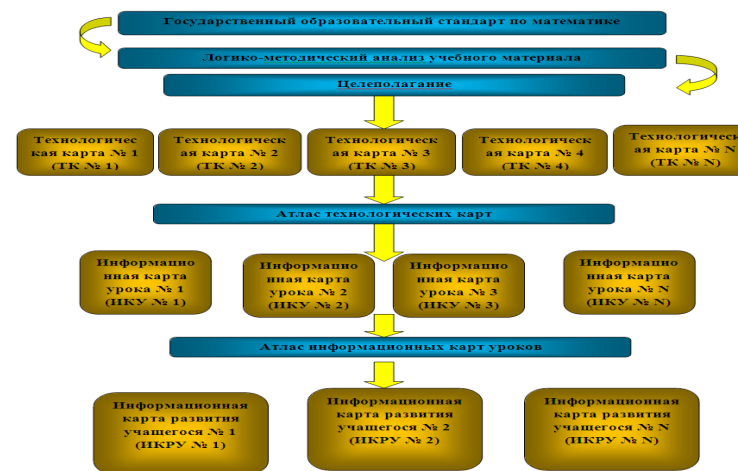 Государственный образовательный стандарт по математике
Логико-методический анализ учебного материала
Целеполагание
Технологичес
кая карта № 1
(ТК № 1)
Технологическ
ая карта № 2
(ТК № 2)
Технологическ
ая карта № 3
(ТК № 3)
Технологическ
ая карта № 4
(ТК № 4)
Технологическ
ая карта № N
(ТК № N)
Атлас технологических карт
Информацио
нная карта
урока № 1
(ИКУ № 1)
Информацио
нная карта
урока № 2
(ИКУ № 2)
Информацио
нная карта
урока № 3
(ИКУ № 3)
Информацио
нная карта
урока № N
(ИКУ № N)
Атлас информационных карт уроков
Информационная
карта развития
учащегося № 1
(ИКРУ № 1)
Информационная
карта развития
учащегося № 2
(ИКРУ № 2)
Информационная
карта развития
учащегося № N
(ИКРУ № N)